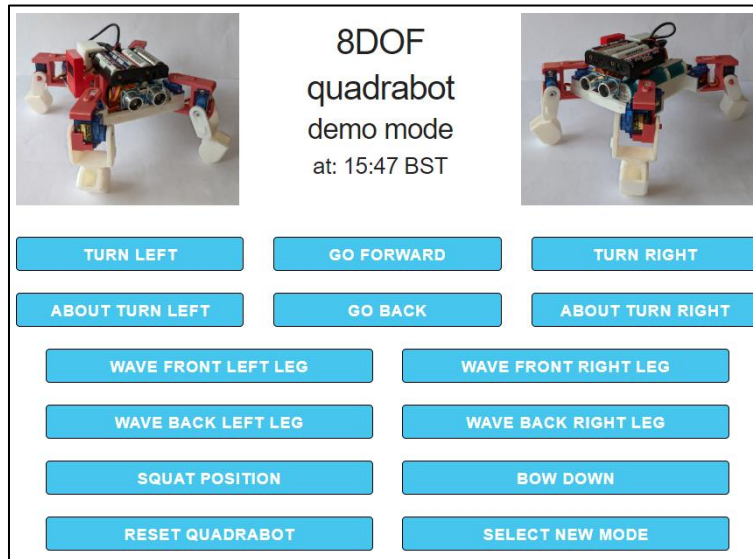 8DOF
quadrabot
demo mode
at: 15:47 BST
TURN LEFT
GO FORWARD
TURN RIGHT
ABOUT TURN LEFT
GO BACK
ABOUT TURN RIGHT
WAVE FRONT LEFT LEG
WAVE FRONT RIGHT LEG
WAVE BACK LEFT LEG
WAVE BACK RIGHT LEG
SQUAT POSITION
BOW DOWN
RESET QUADRABOT
SELECT NEW MODE